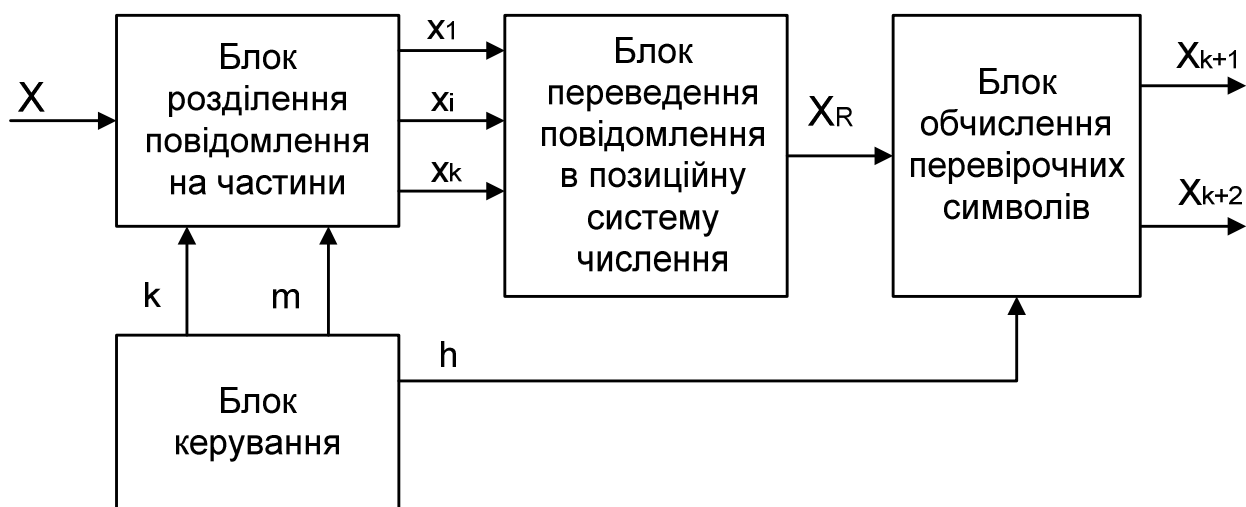 X
Блок
розділення
повідомлення
на частини
x1
xi
xk
Блок
переведення
повідомлення
в позиційну
систему
числення
XR
Блок
обчислення
перевірочних
символів
Xk+1
Xk+2
k
m
h
Блок
керування